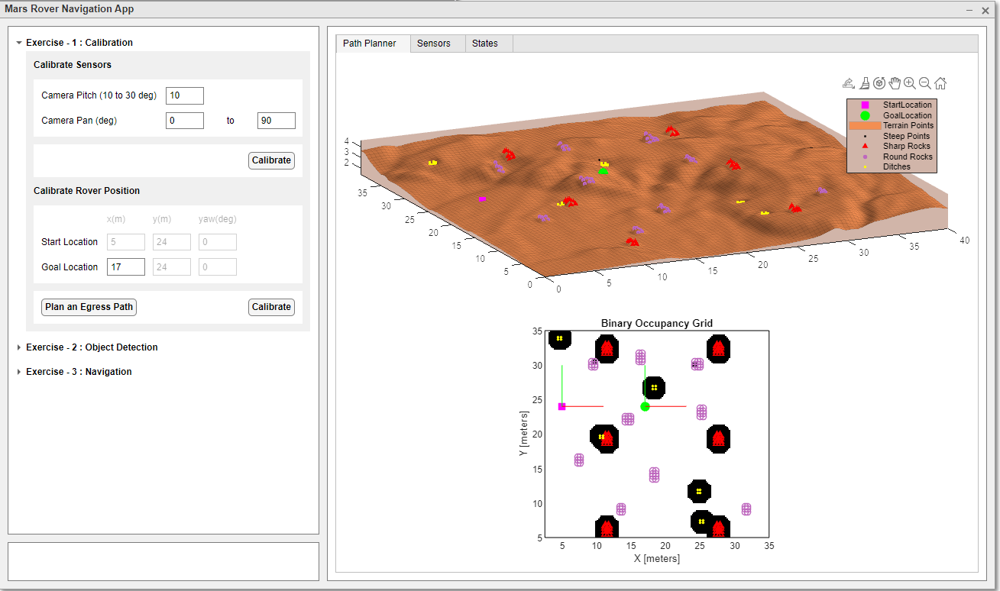 Mars Rover Navigation App
Exercise - 1 : Calibration
Calibrate Sensors
Camera Pitch (10 to 30 deg) 10
Camera Pan (deg) 0 to 90
Calibrate
Calibrate Rover Position
x(m) y(m) yaw(deg)
Start Location 5 24 0
Goal Location 17 24 0
Plan an Egress Path Calibrate
Exercise - 2 : Object Detection
Exercise - 3 : Navigation
Path Planner Sensors States
StartLocation
GoalLocation
Terrain Points
Steep Points
Sharp Rocks
Round Rocks
Ditches
4
3
2
35
30
25
20
15
10
5
0
0 5 10 15 20 25 30 35 40
Binary Occupancy Grid
35
30
25
20
15
10
5
Y [meters]
5 10 15 20 25 30 35
X [meters]